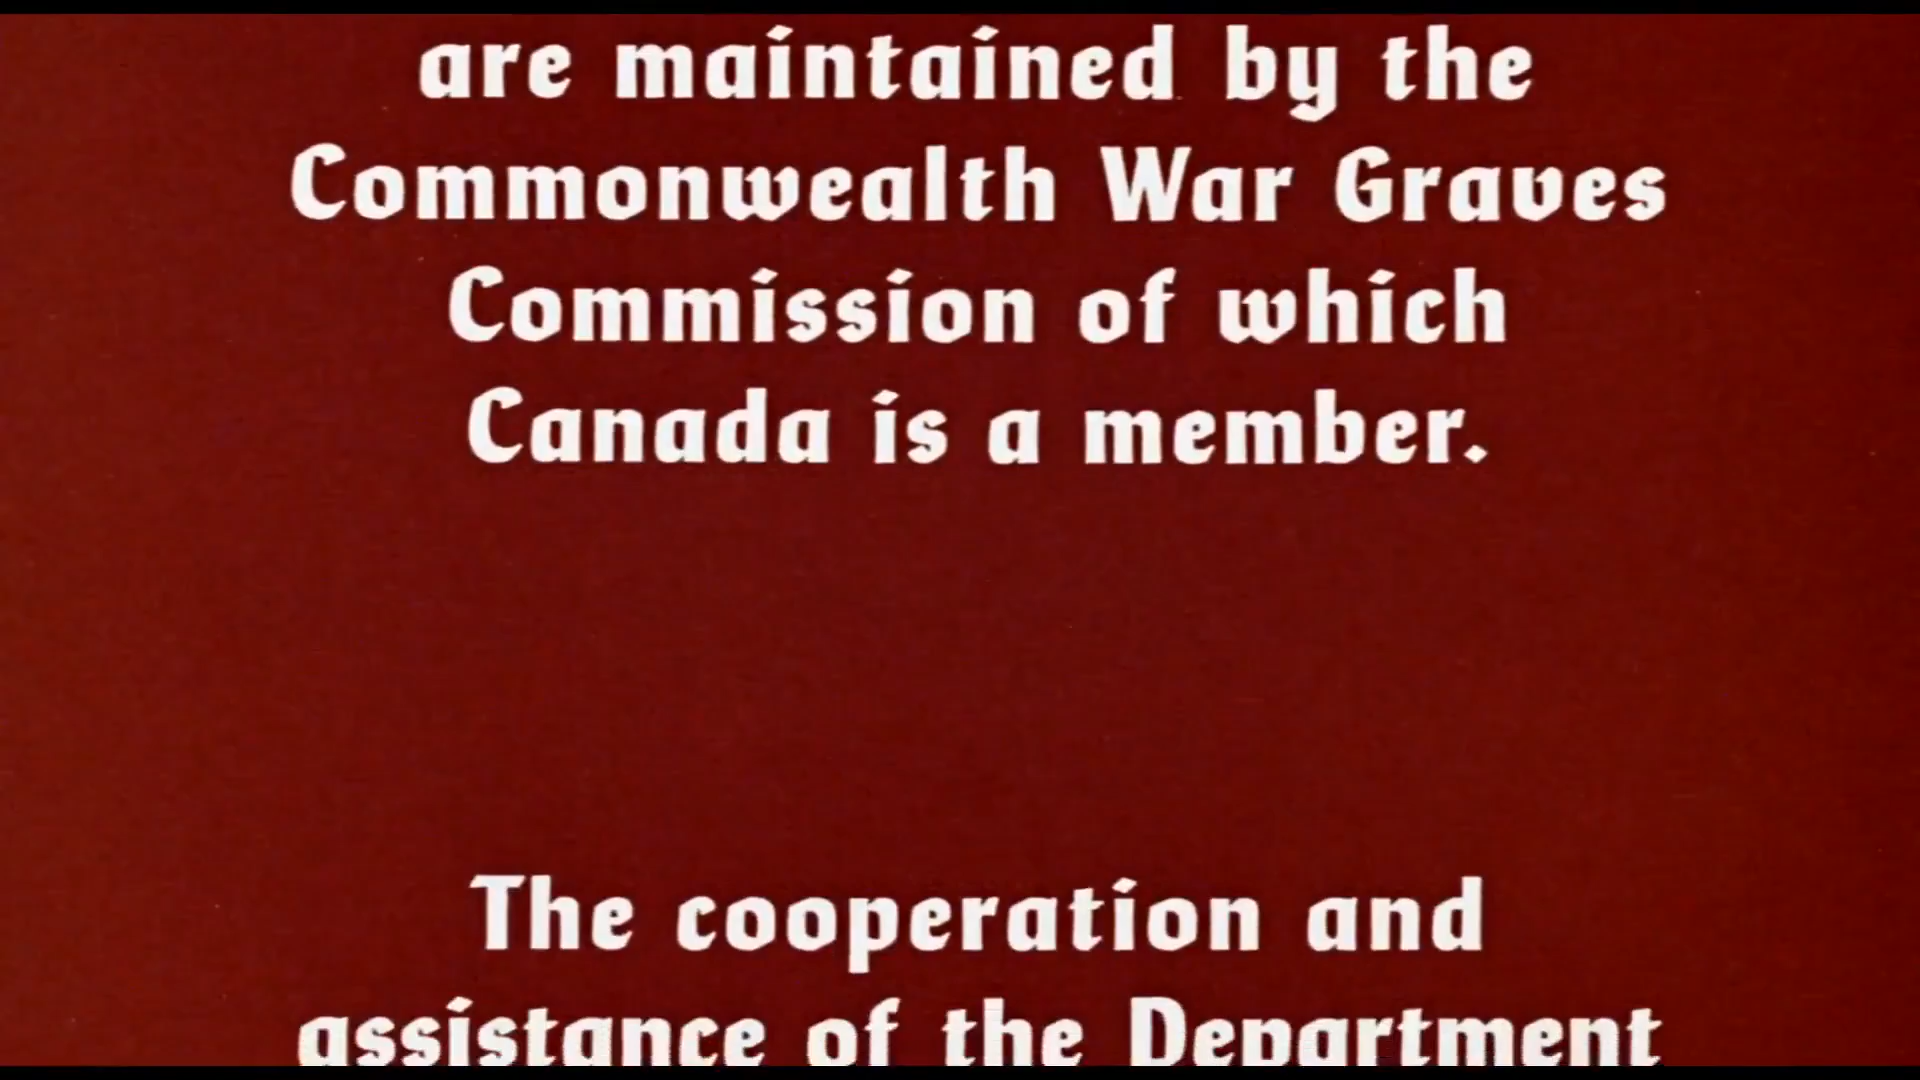 are maintained by the
Commonwealth War Graves
Commission of which
Canada is a member.
The cooperation and
assistance of the Department